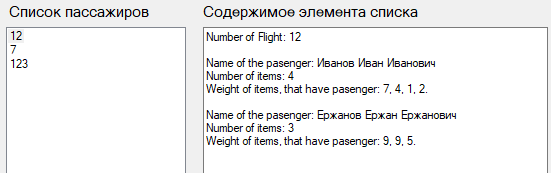 Список пассажиров
12
7
123
Содержимое элемента списка
Number of Flight: 12
Name of the pasenger: Иванов Иван Иванович
Number of items: 4
Weight of items, that have pasenger: 7, 4, 1, 2.
Name of the pasenger: Ержанов Ержан Ержанович
Number of items: 3
Weight of items, that have pasenger: 9, 9, 5.